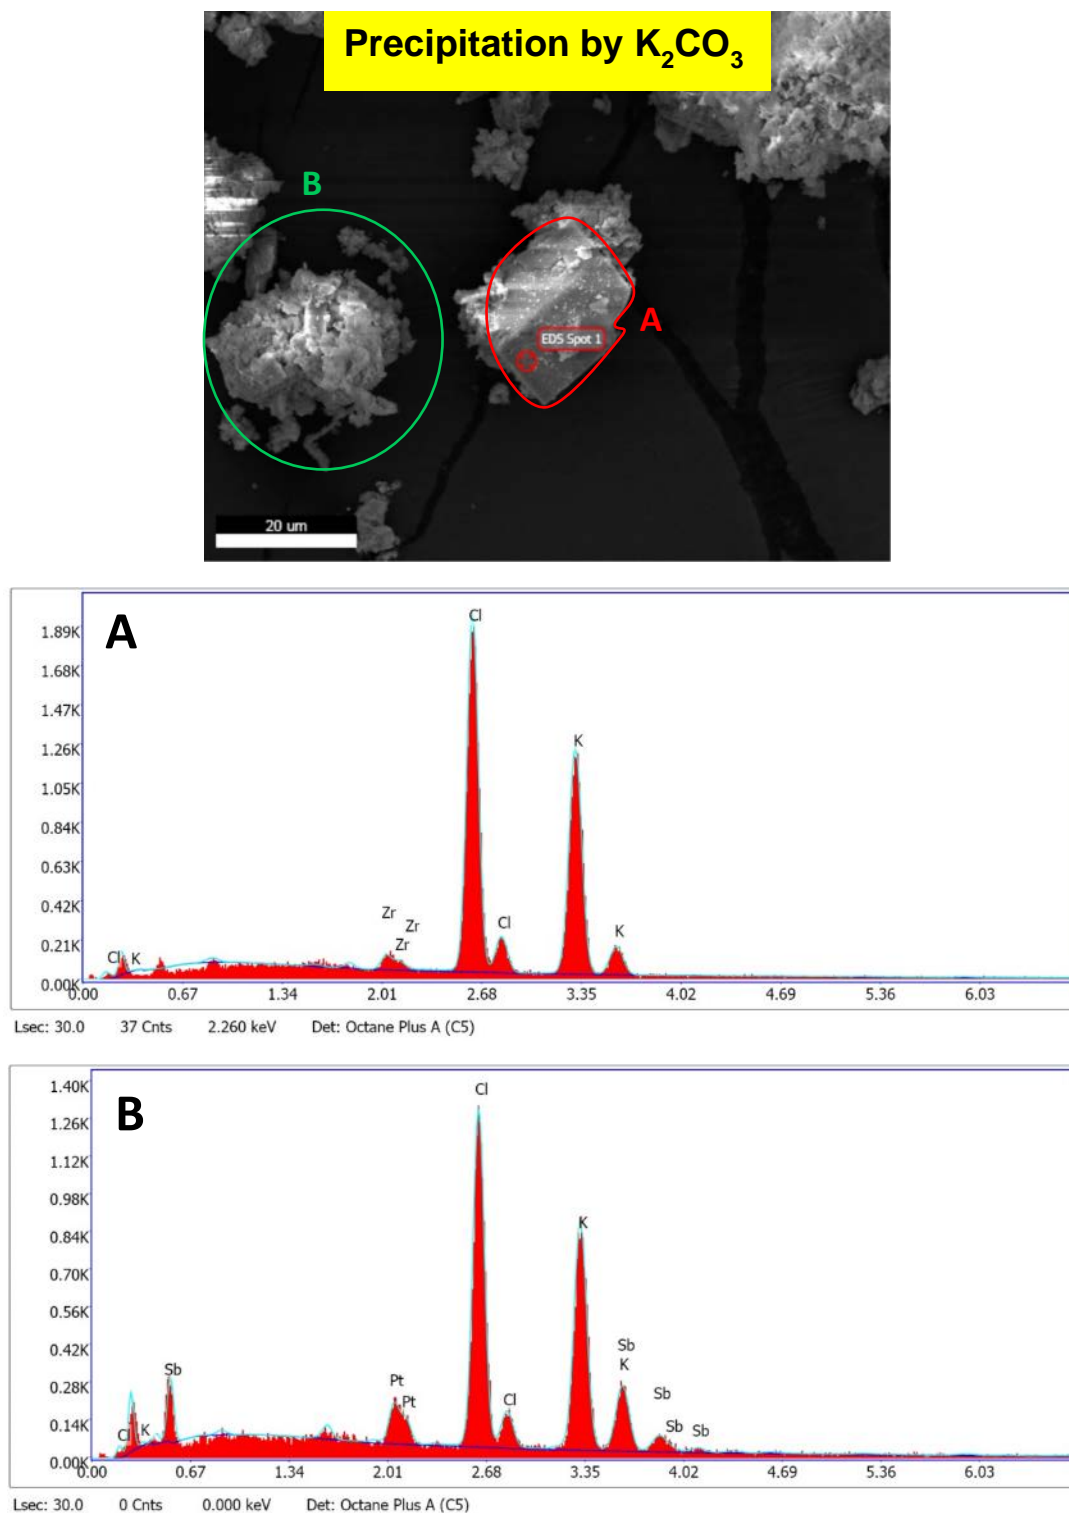 Precipitation by K₂CO₃
B
A
EDS Spot 1
20 um
A
Cl
1.89K
1.68K
1.47K
K
1.26K
1.05K
0.84K
0.63K
0.42K
Zr
Zr
Cl
K
0.21K
Zr
Cl K
0.00K
0.00 0.67 1.34 2.01 2.68 3.35 4.02 4.69 5.36 6.03
Lsec: 30.0 37 Cnts 2.260 keV Det: Octane Plus A (C5)
B
1.40K
Cl
1.26K
1.12K
0.98K
K
0.84K
0.70K
0.56K
0.42K
Sb
Sb
K
Pt
Sb
0.28K
Pt
Cl
0.14K
Cl K
Sb
Sb
0.00K
0.00 0.67 1.34 2.01 2.68 3.35 4.02 4.69 5.36 6.03
Lsec: 30.0 0 Cnts 0.000 keV Det: Octane Plus A (C5)